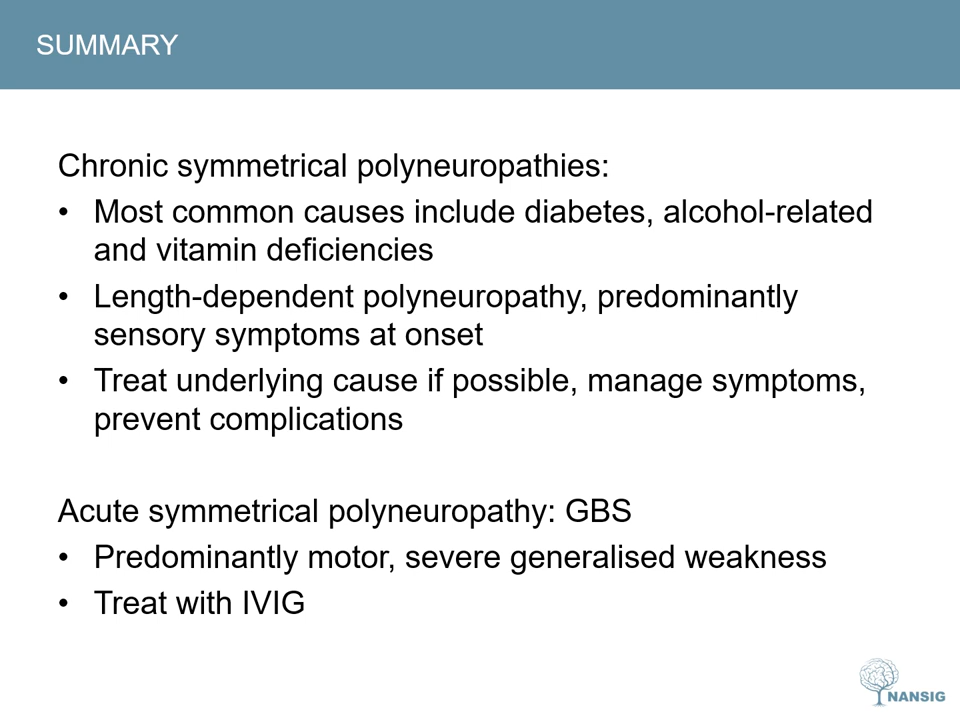 SUMMARY
Chronic symmetrical polyneuropathies:
• Most common causes include diabetes, alcohol-related
and vitamin deficiencies
• Length-dependent polyneuropathy, predominantly
sensory symptoms at onset
• Treat underlying cause if possible, manage symptoms,
prevent complications
Acute symmetrical polyneuropathy: GBS
• Predominantly motor, severe generalised weakness
• Treat with IVIG
NANSIG